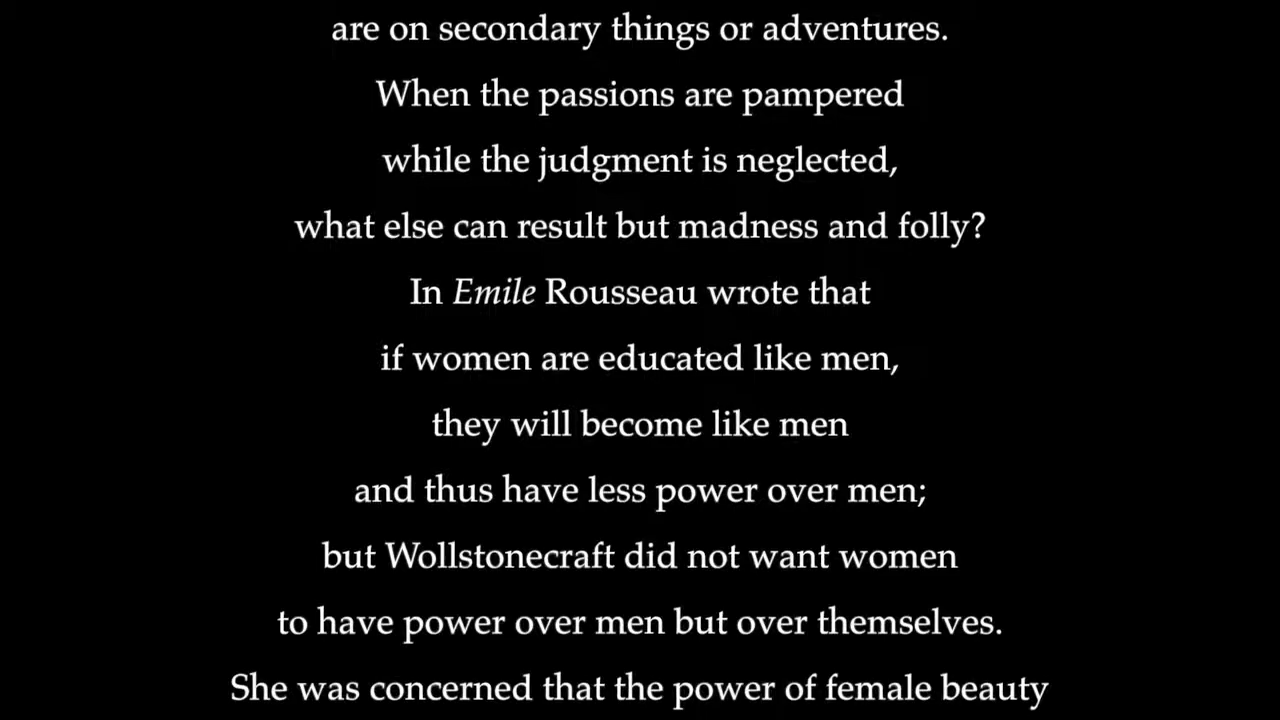 are on secondary things or adventures.
When the passions are pampered
while the judgment is neglected,
what else can result but madness and folly?
In Emile Rousseau wrote that
if women are educated like men,
they will become like men
and thus have less power over men;
but Wollstonecraft did not want women
to have power over men but over themselves.
She was concerned that the power of female beauty